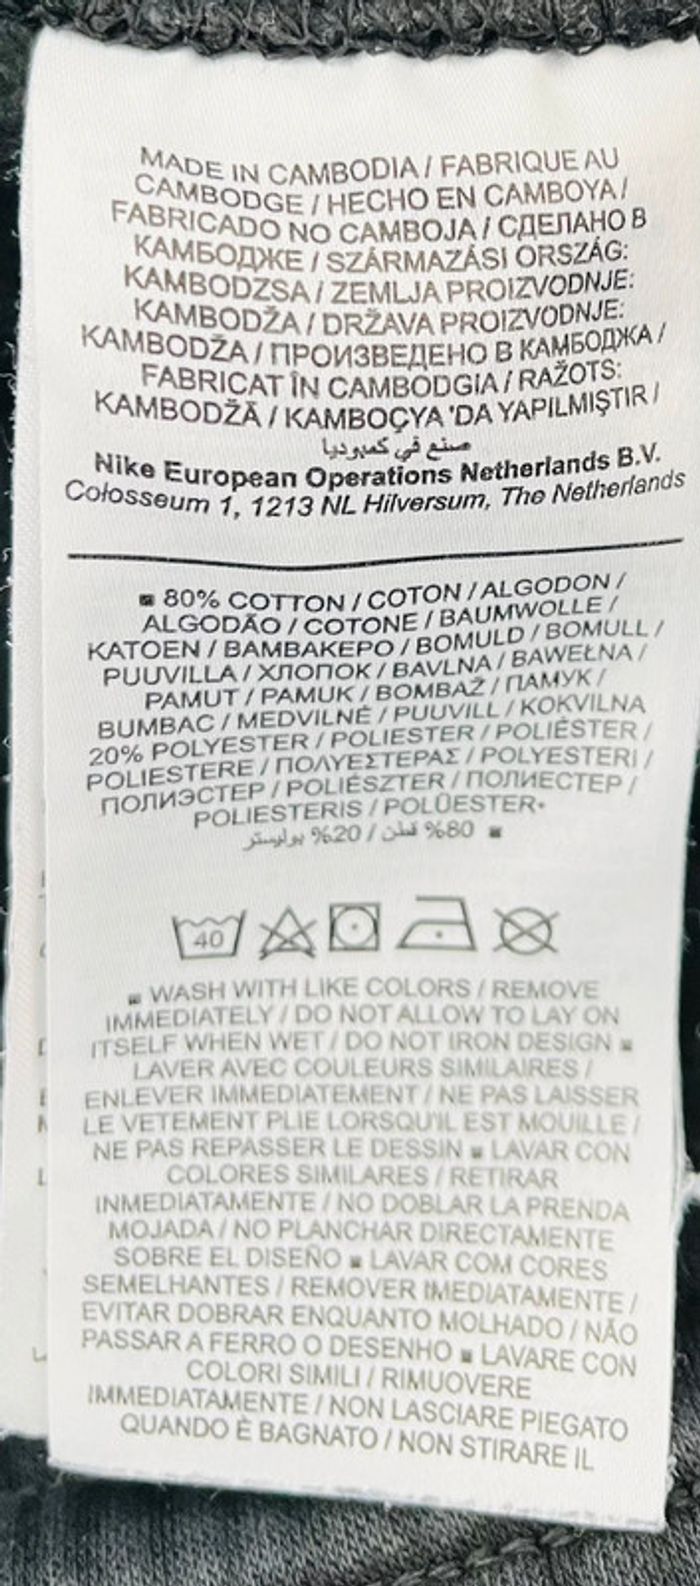 MADE IN CAMBODIA / FABRIQUE AU
CAMBODGE / HECHO EN CAMBOYA /
FABRICADO NO CAMBOJA / СДЕЛАНО В
КАМБОДЖЕ / SZÁRMAZÁSI ORSZÁG:
KAMBODZSA / ZEMLJA PROIZVODNJE:
KAMBODŽA / DRŽAVA PROIZVODNJE:
KAMBODŽA / ПРОИЗВЕДЕНО В КАМБОДЖА /
FABRICAT ÎN CAMBODGIA / RAŽOTS:
KAMBODŽĀ / KAMBOÇYA 'DA YAPILMIŞTIR /
صنع في كمبوديا
Nike European Operations Netherlands B.V.
Colosseum 1, 1213 NL Hilversum, The Netherlands
80% COTTON / COTON / ALGODON /
ALGODÃO / COTONE / BAUMWOLLE /
KATOEN / ΒΑΜΒΑΚΕΡΟ / BOMULD / BOMULL /
PUUVILLA / ХЛОПОК / BAVLNA / BAWEŁNA /
PAMUT / PAMUK / BOMBAŽ / ПАМУК /
BUMBAC / MEDVILNĖ / PUUVILL / KOKVILNA
20% POLYESTER / POLIESTER / POLIÉSTER /
POLIESTERE / ΠΟΛΥΕΣΤΕΡΑΣ / POLYESTERI /
ПОЛИЭСТЕР / POLIÉSZTER / ПОЛИЕСТЕР /
POLIESTERIS / POLÜESTER
80% قطن / 20% بوليستر
40
WASH WITH LIKE COLORS / REMOVE
IMMEDIATELY / DO NOT ALLOW TO LAY ON
ITSELF WHEN WET / DO NOT IRON DESIGN
LAVER AVEC COULEURS SIMILAIRES /
ENLEVER IMMEDIATEMENT / NE PAS LAISSER
LE VETEMENT PLIE LORSQU'IL EST MOUILLE /
NE PAS REPASSER LE DESSIN LAVAR CON
COLORES SIMILARES / RETIRAR
INMEDIATAMENTE / NO DOBLAR LA PRENDA
MOJADA / NO PLANCHAR DIRECTAMENTE
SOBRE EL DISEÑO LAVAR COM CORES
SEMELHANTES / REMOVER IMEDIATAMENTE /
EVITAR DOBRAR ENQUANTO MOLHADO / NÃO
PASSAR A FERRO O DESENHO LAVARE CON
COLORI SIMILI / RIMUOVERE
IMMEDIATAMENTE / NON LASCIARE PIEGATO
QUANDO È BAGNATO / NON STIRARE IL